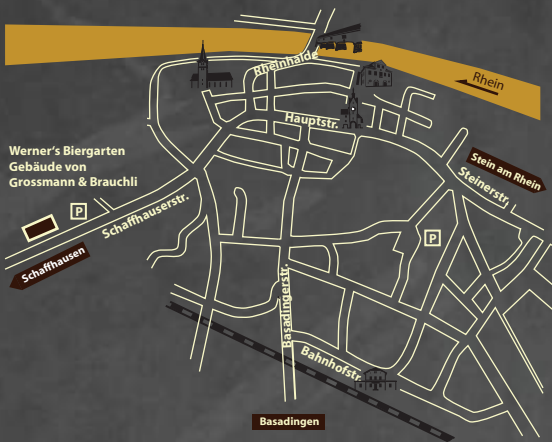 Rheinhalde
Rhein
Hauptstr.
Werner's Biergarten
Gebäude von
Grossmann & Brauchli
Stein am Rhein
Steinerstr.
P
Schaffhauserstr.
P
Schaffhausen
Basadingerstr.
Bahnhofstr.
Basadingen